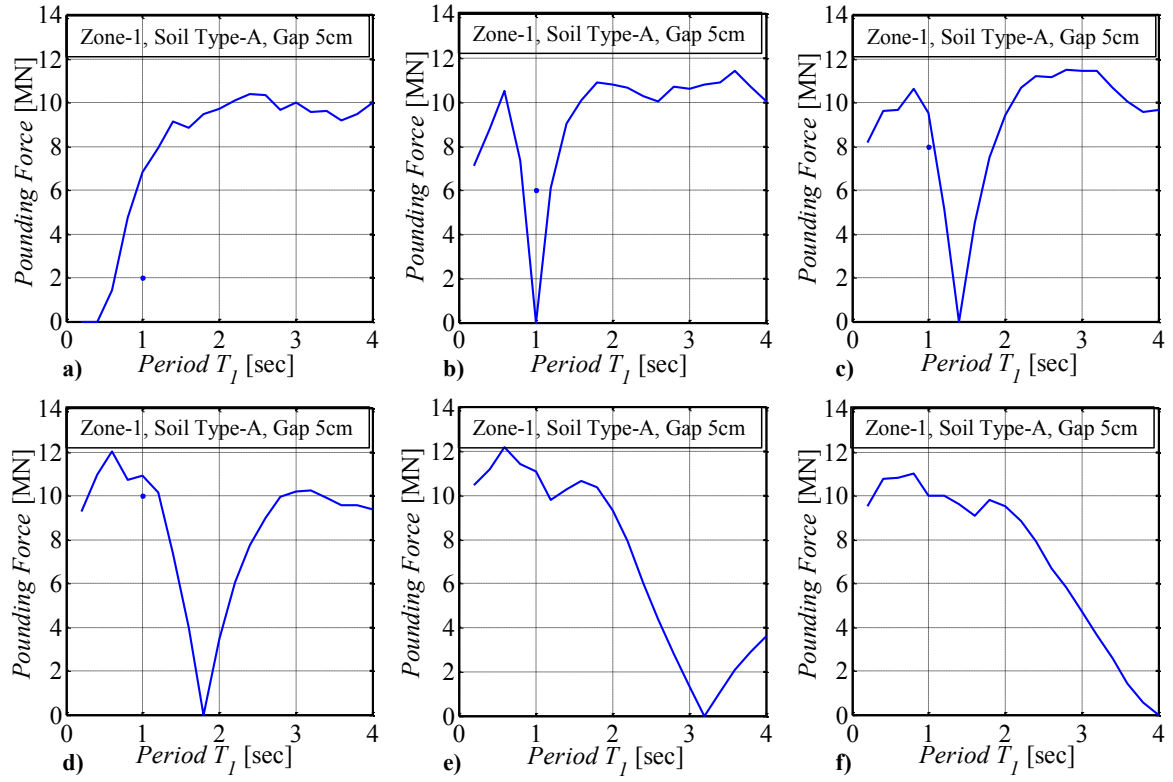 Zone-1, Soil Type-A, Gap 5cm
Pounding Force [MN]
14
12
10
8
6
4
2
0
0 1 2 3 4
Period T1 [sec]
a)
Zone-1, Soil Type-A, Gap 5cm
Pounding Force [MN]
14
12
10
8
6
4
2
0
0 1 2 3 4
Period T1 [sec]
b)
Zone-1, Soil Type-A, Gap 5cm
Pounding Force [MN]
14
12
10
8
6
4
2
0
0 1 2 3 4
Period T1 [sec]
c)
Zone-1, Soil Type-A, Gap 5cm
Pounding Force [MN]
14
12
10
8
6
4
2
0
0 1 2 3 4
Period T1 [sec]
d)
Zone-1, Soil Type-A, Gap 5cm
Pounding Force [MN]
14
12
10
8
6
4
2
0
0 1 2 3 4
Period T1 [sec]
e)
Zone-1, Soil Type-A, Gap 5cm
Pounding Force [MN]
14
12
10
8
6
4
2
0
0 1 2 3 4
Period T1 [sec]
f)